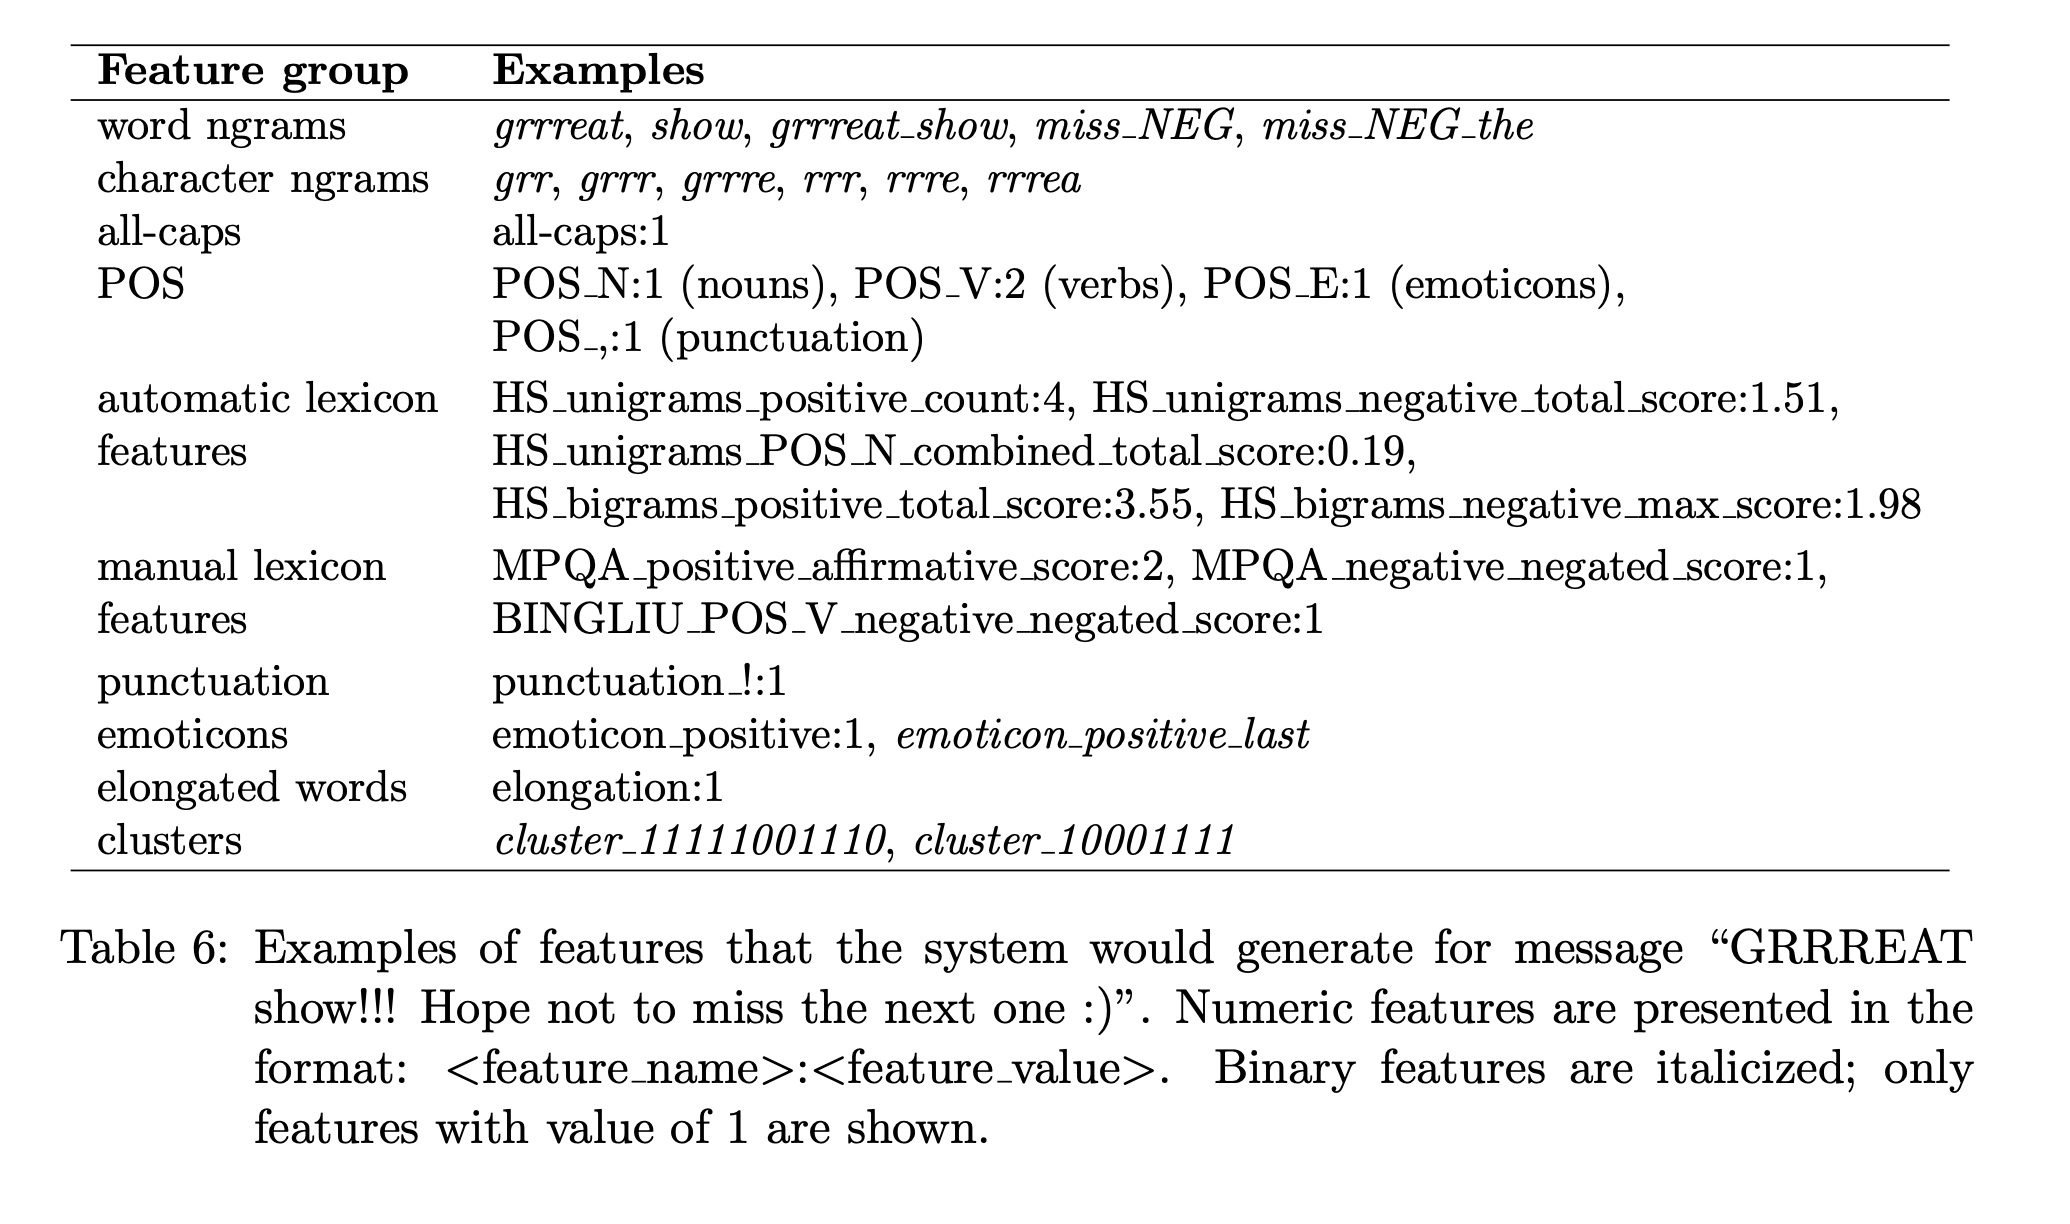 Feature group Examples
word ngrams grrreat, show, grrreat_show, miss_NEG, miss_NEG_the
character ngrams grr, grrr, grrre, rrr, rrre, rrrea
all-caps all-caps:1
POS POS_N:1 (nouns), POS_V:2 (verbs), POS_E:1 (emoticons),
POS_,:1 (punctuation)
automatic lexicon HS_unigrams_positive_count:4, HS_unigrams_negative_total_score:1.51,
features HS_unigrams_POS_N_combined_total_score:0.19,
HS_bigrams_positive_total_score:3.55, HS_bigrams_negative_max_score:1.98
manual lexicon MPQA_positive_affirmative_score:2, MPQA_negative_negated_score:1,
features BINGLIU_POS_V_negative_negated_score:1
punctuation punctuation_!:1
emoticons emoticon_positive:1, emoticon_positive_last
elongated words elongation:1
clusters cluster_11111001110, cluster_10001111
Table 6: Examples of features that the system would generate for message “GRRREAT
show!!! Hope not to miss the next one :)”. Numeric features are presented in the
format: <feature_name>:<feature_value>. Binary features are italicized; only
features with value of 1 are shown.